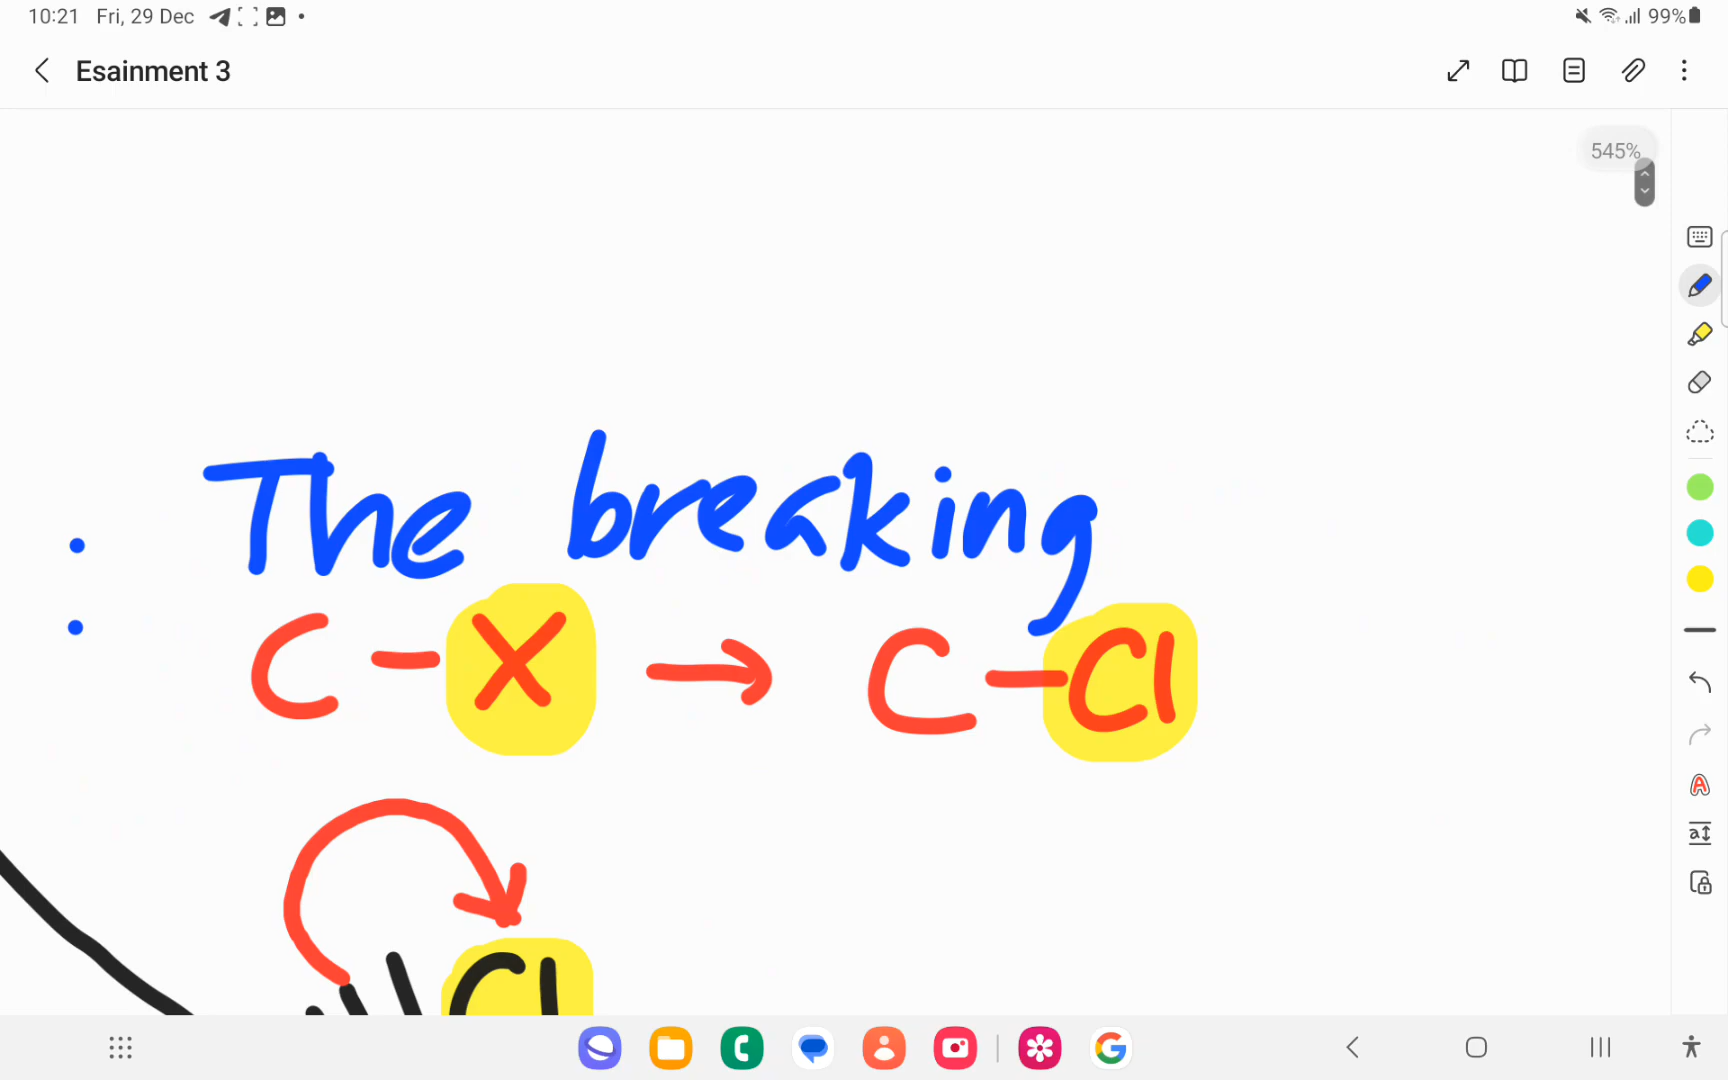 10:21 Fri, 29 Dec 99%
Esainment 3
545%
The breaking
C - X → C - Cl
Cl